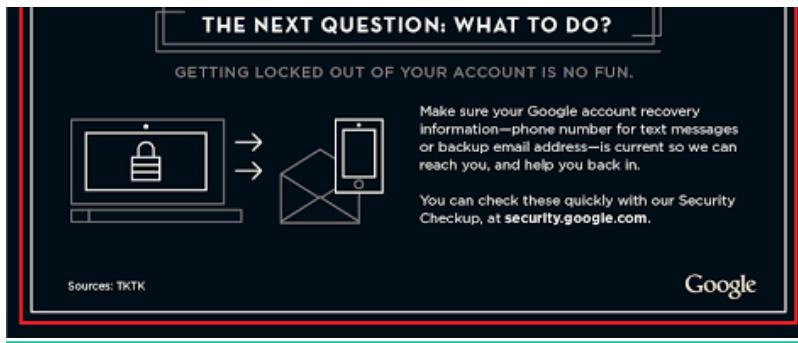 THE NEXT QUESTION: WHAT TO DO?
GETTING LOCKED OUT OF YOUR ACCOUNT IS NO FUN.
Make sure your Google account recovery
information—phone number for text messages
or backup email address—is current so we can
reach you, and help you back in.
You can check these quickly with our Security
Checkup, at security.google.com.
Sources: TKTK
Google